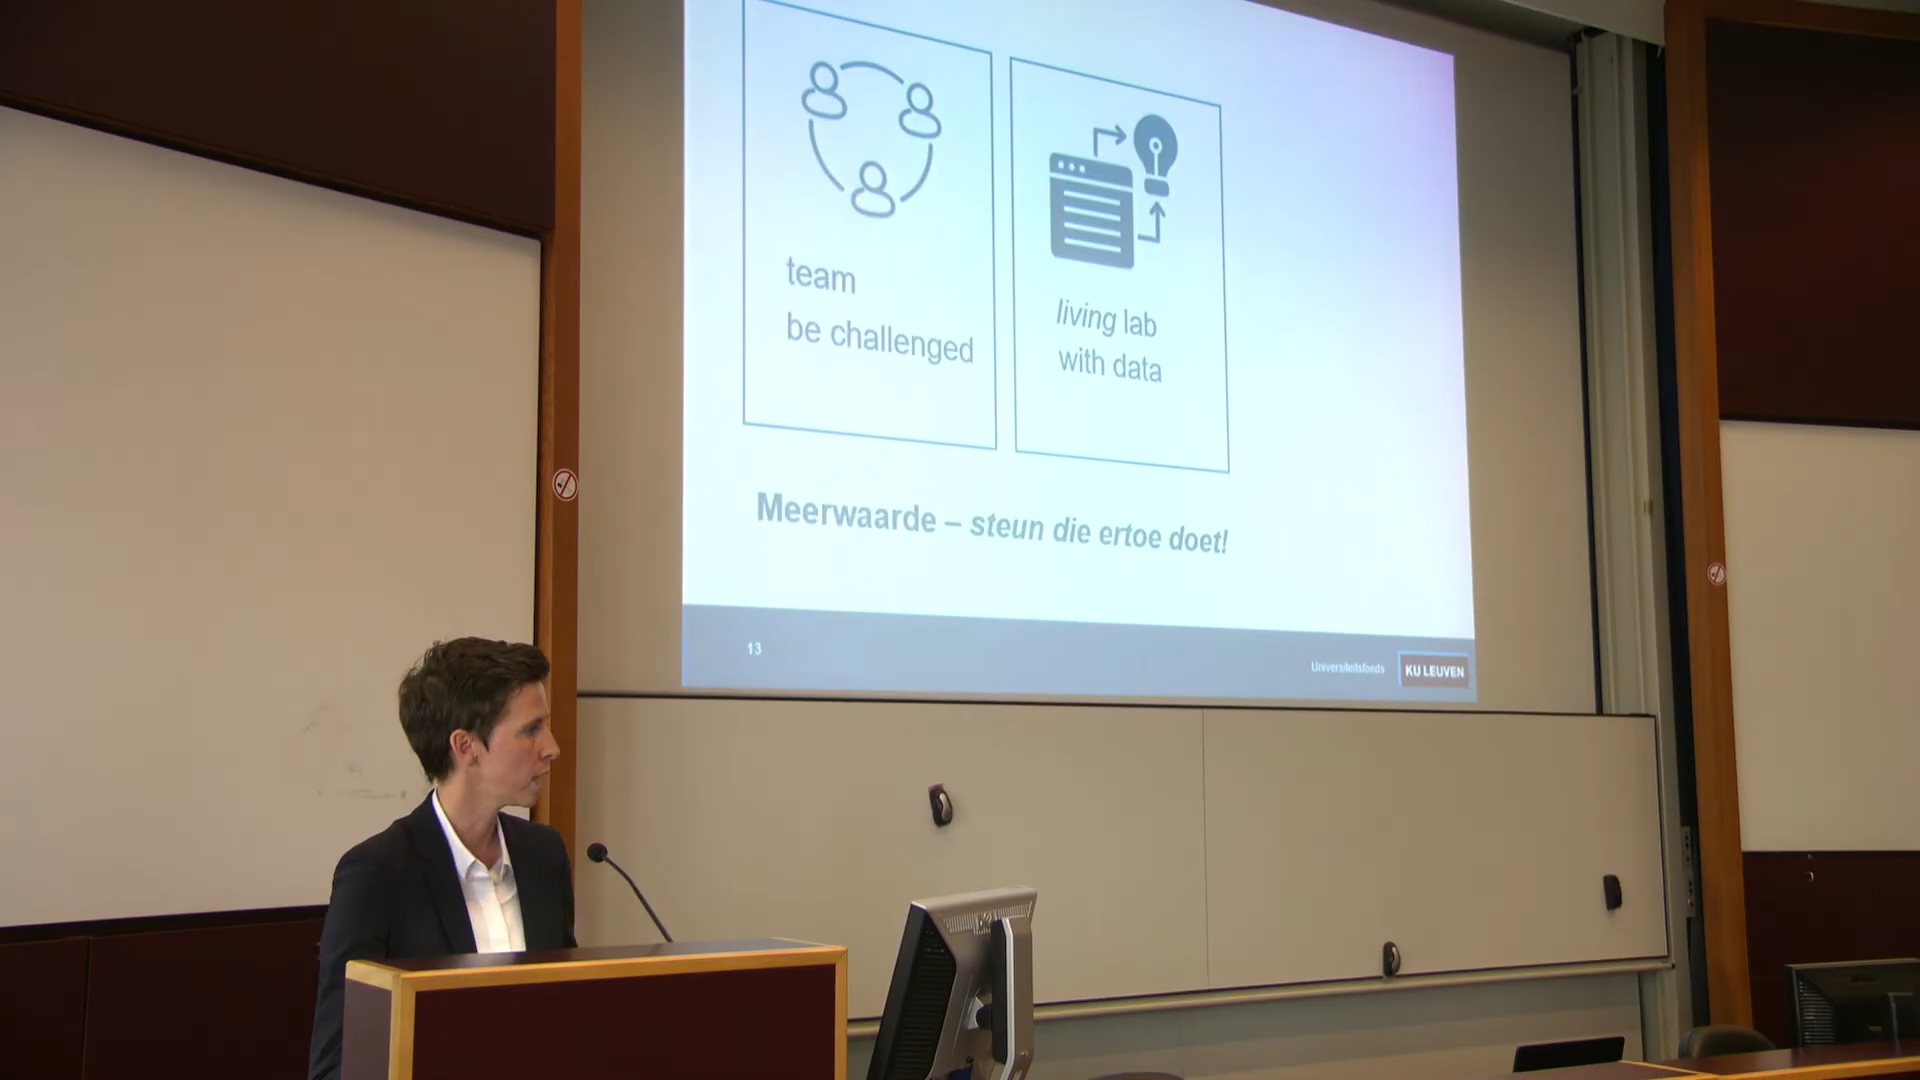 team
be challenged
living lab
with data
Meerwaarde – steun die ertoe doet!
13
Universiteitsfonds
KU LEUVEN